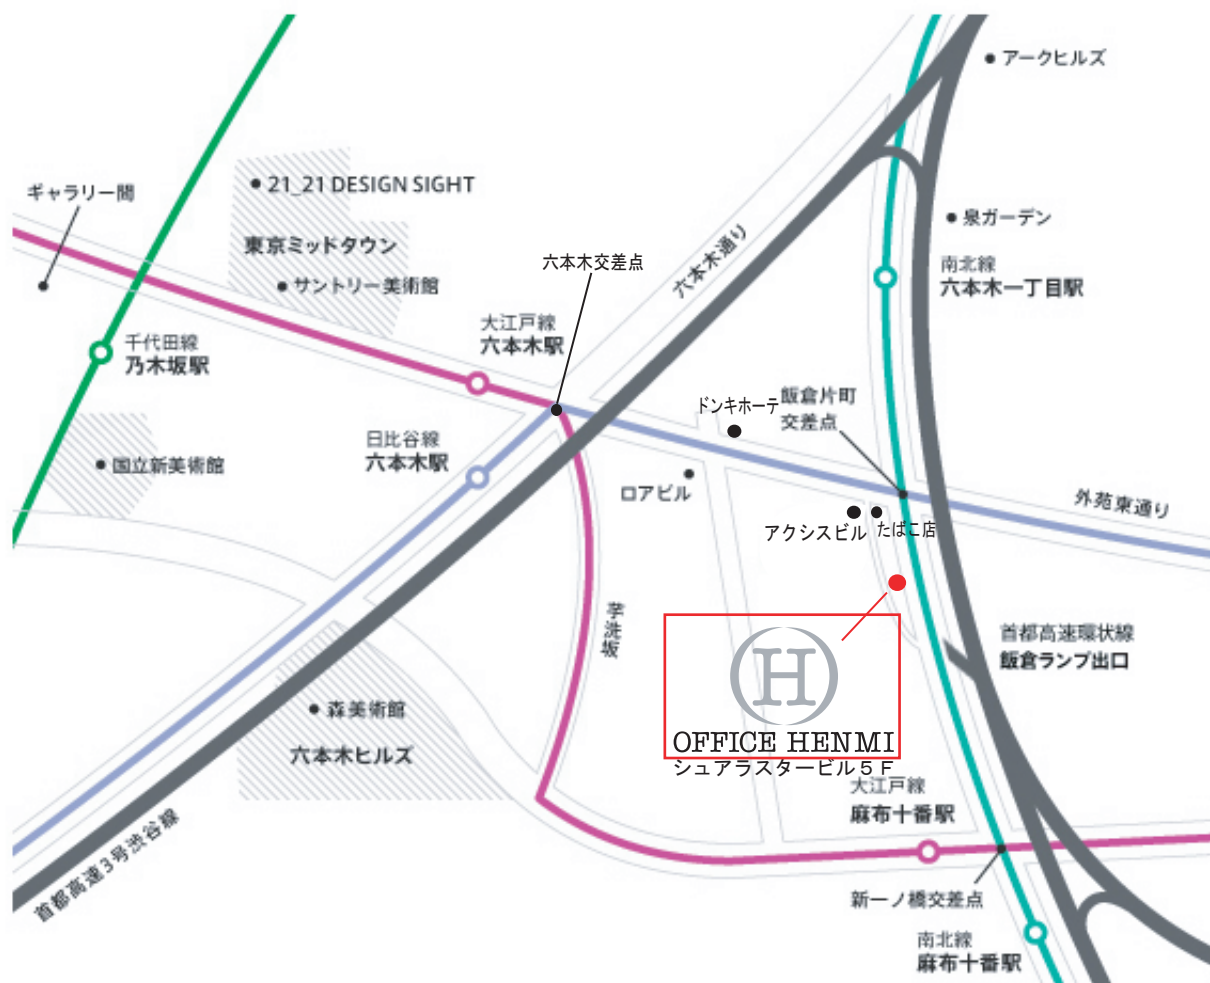 アークヒルズ
21_21 DESIGN SIGHT
ギャラリー間
泉ガーデン
東京ミッドタウン
六本木通り
六本木交差点
南北線
六本木一丁目駅
サントリー美術館
大江戸線
六本木駅
千代田線
乃木坂駅
ドンキホーテ
飯倉片町
交差点
日比谷線
六本木駅
国立新美術館
ロアビル
外苑東通り
アクシスビル
たばこ店
芋洗坂
首都高速環状線
飯倉ランプ出口
森美術館
六本木ヒルズ
H
OFFICE HENMI
シュアラスタービル5F
大江戸線
麻布十番駅
首都高速3号渋谷線
新一ノ橋交差点
南北線
麻布十番駅